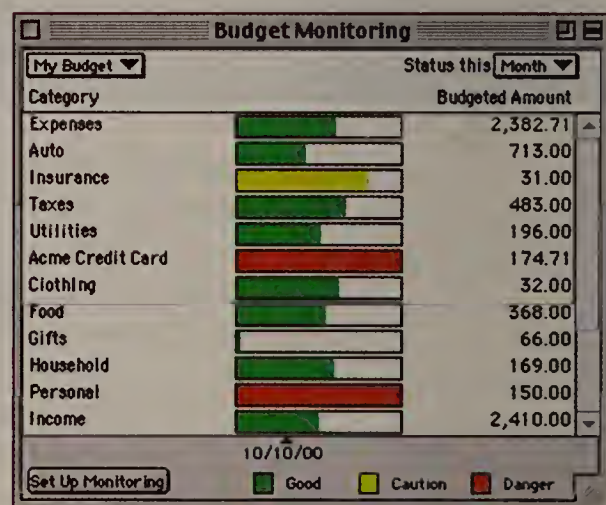 Budget Monitoring
My Budget Status this Month
Category Budgeted Amount
Expenses 2,382.71
Auto 713.00
Insurance 31.00
Taxes 483.00
Utilities 196.00
Acme Credit Card 174.71
Clothing 32.00
Food 368.00
Gifts 66.00
Household 169.00
Personal 150.00
Income 2,410.00
10/10/00
Set Up Monitoring Good Caution Danger